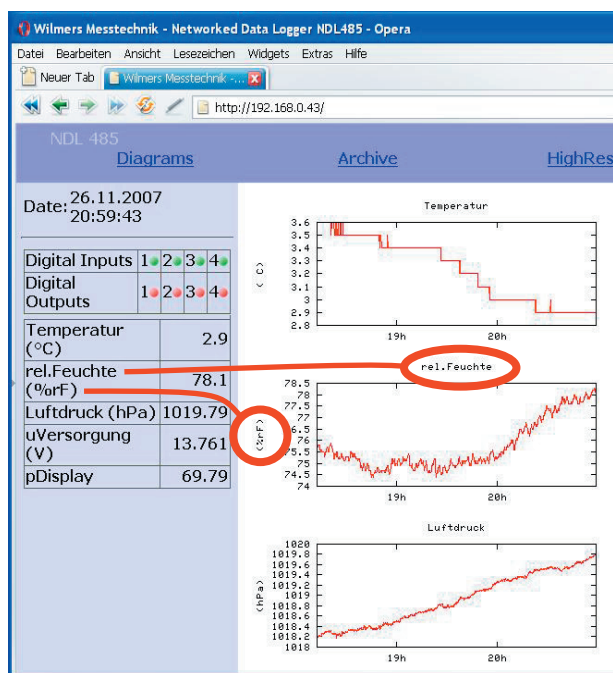 Wilmers Messtechnik - Networked Data Logger NDL485 - Opera
Datei Bearbeiten Ansicht Lesezeichen Widgets Extras Hilfe
Neuer Tab Wilmers Messtechnik -...
http://192.168.0.43/
NDL 485
Diagrams Archive HighRes
Date: 26.11.2007
20:59:43
Digital Inputs 1 2 3 4
Digital
Outputs 1 2 3 4
Temperatur
(°C) 2.9
rel.Feuchte
(%rF) 78.1
Luftdruck (hPa) 1019.79
uVersorgung
(V) 13.761
pDisplay 69.79
Temperatur
( C)
3.6
3.5
3.4
3.3
3.2
3.1
3
2.9
2.8
19h 20h
rel.Feuchte
(%rF)
78.5
78
77.5
77
76.5
76
75.5
75
74.5
74
19h 20h
Luftdruck
(hPa)
1020
1019.8
1019.6
1019.4
1019.2
1019
1018.8
1018.6
1018.4
1018.2
1018
19h 20h